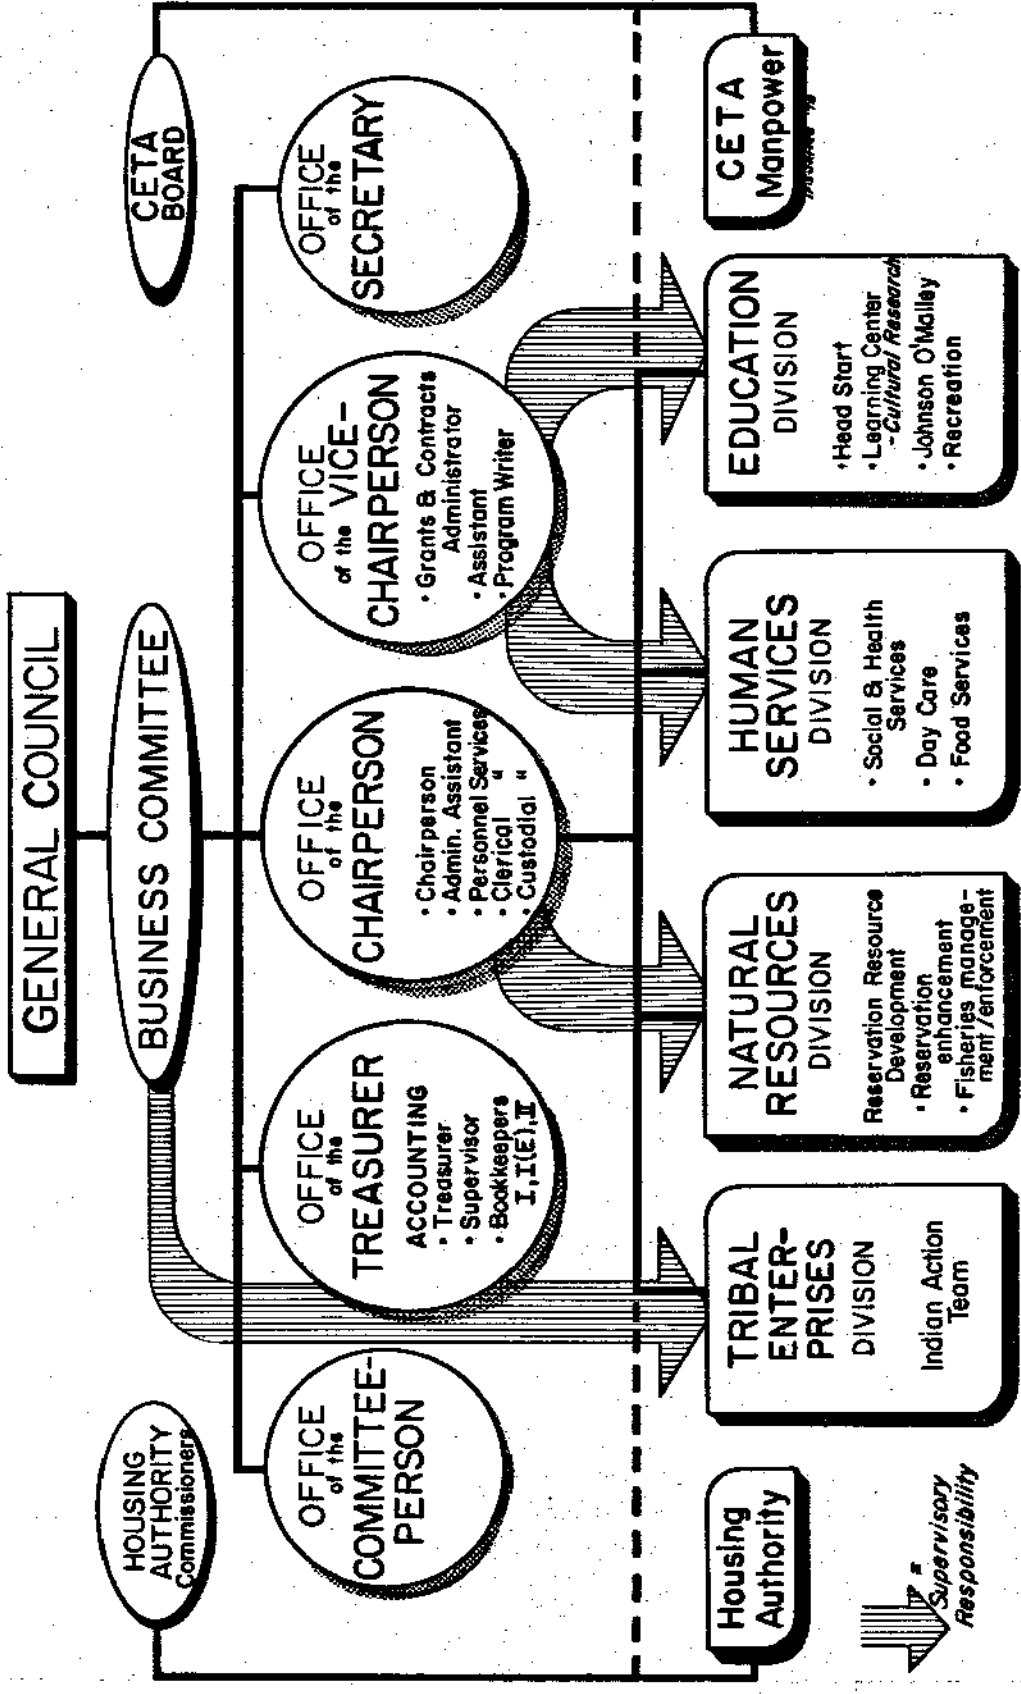 GENERAL COUNCIL
BUSINESS COMMITTEE
HOUSING
AUTHORITY
Commissioners
CETA
BOARD
OFFICE
of the
COMMITTEE-
PERSON
OFFICE
of the
TREASURER
ACCOUNTING
• Treasurer
• Supervisor
• Bookkeepers
I, I(E), II
OFFICE
of the
CHAIRPERSON
• Chairperson
• Admin. Assistant
• Personnel Services
• Clerical "
• Custodial "
OFFICE
of the VICE-
CHAIRPERSON
• Grants & Contracts
Administrator
• Assistant
• Program Writer
OFFICE
of the
SECRETARY
Housing
Authority
TRIBAL
ENTER-
PRISES
DIVISION
Indian Action
Team
NATURAL
RESOURCES
DIVISION
Reservation Resource
Development
• Reservation
enhancement
• Fisheries manage-
ment/enforcement
HUMAN
SERVICES
DIVISION
• Social & Health
Services
• Day Care
• Food Services
EDUCATION
DIVISION
• Head Start
• Learning Center
- Cultural Research
• Johnson O'Malley
• Recreation
CETA
Manpower
=
Supervisory
Responsibility